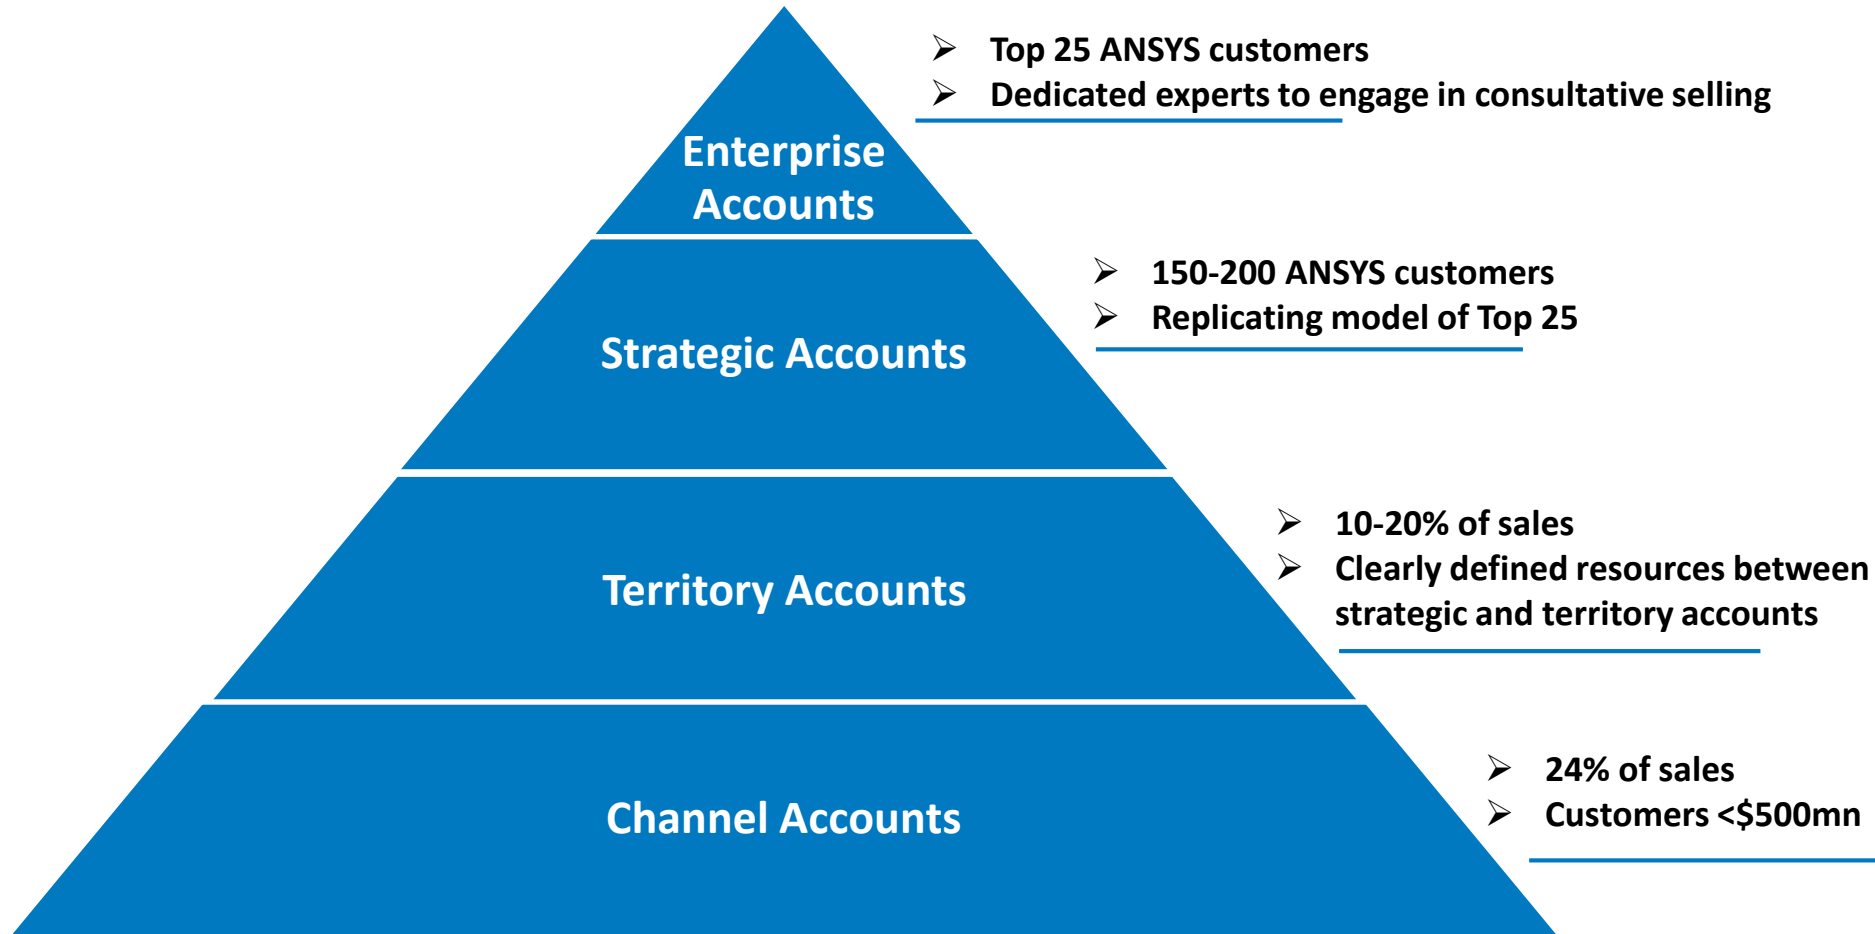 ➢ Top 25 ANSYS customers
➢ Dedicated experts to engage in consultative selling
Enterprise
Accounts
➢ 150-200 ANSYS customers
➢ Replicating model of Top 25
Strategic Accounts
➢ 10-20% of sales
➢ Clearly defined resources between
strategic and territory accounts
Territory Accounts
➢ 24% of sales
➢ Customers <$500mn
Channel Accounts